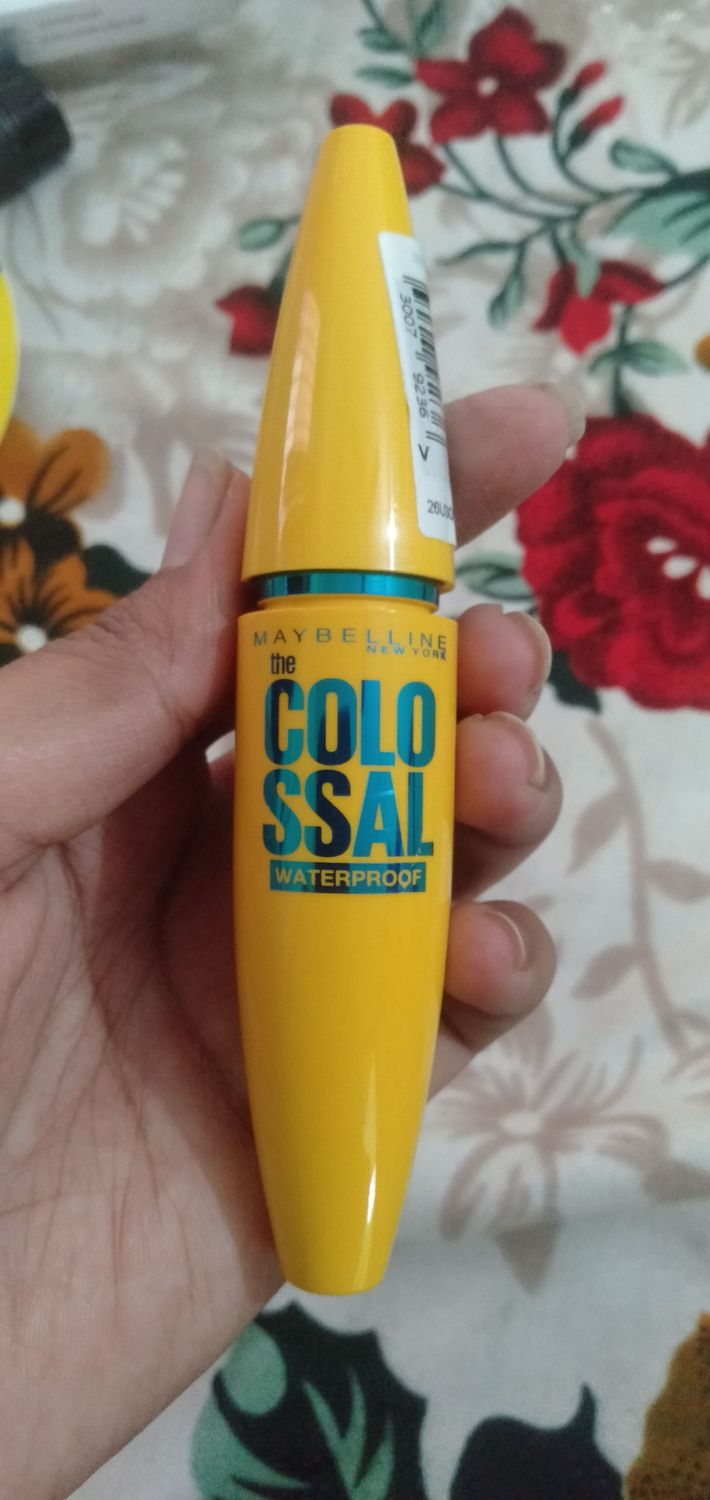 3007 9236
V
MAYBELLINE
NEW YORK
the
COLO
SSAL
WATERPROOF